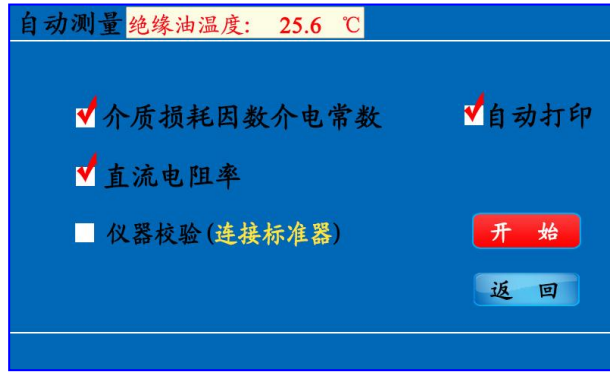 自动测量 绝缘油温度: 25.6 ℃
介质损耗因数介电常数 自动打印
直流电阻率
仪器校验(连接标准器) 开 始
返 回